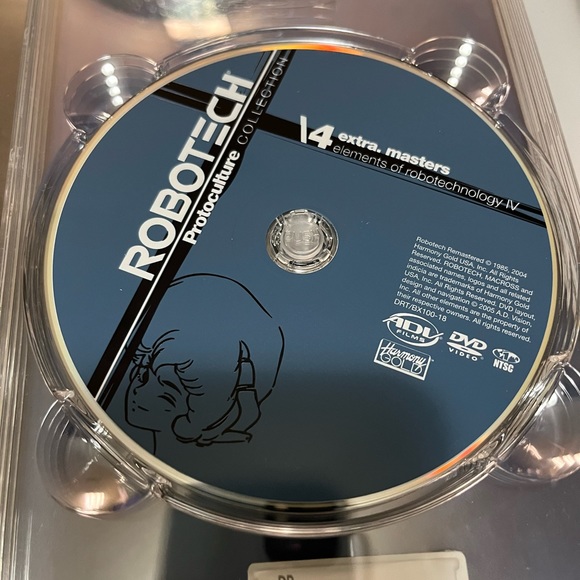 ROBOTECH
Protoculture COLLECTION
\4 extra. masters
elements of robotechnology IV
Robotech Remastered © 1985, 2004
Harmony Gold USA, Inc. All Rights
Reserved. ROBOTECH, MACROSS and
associated names, logos and all related
indicia are trademarks of Harmony Gold
USA, Inc. All Rights Reserved. DVD layout,
design and navigation © 2005 A.D. Vision,
Inc. All other elements are the property of
their respective owners. All rights reserved.
DRT/BX100-18
ADV
FILMS
DVD
VIDEO
NTSC
Harmony
GOLD